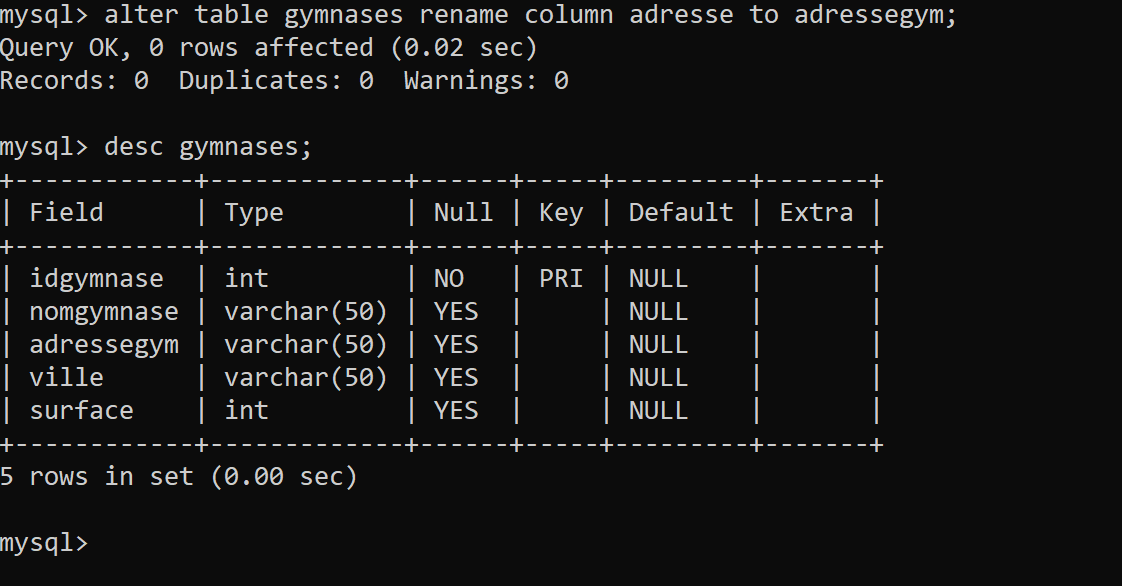 mysql> alter table gymnases rename column adresse to adressegym;
Query OK, 0 rows affected (0.02 sec)
Records: 0  Duplicates: 0  Warnings: 0

mysql> desc gymnases;
+------------+-------------+------+-----+---------+-------+
| Field      | Type        | Null | Key | Default | Extra |
+------------+-------------+------+-----+---------+-------+
| idgymnase  | int         | NO   | PRI | NULL    |       |
| nomgymnase | varchar(50) | YES  |     | NULL    |       |
| adressegym | varchar(50) | YES  |     | NULL    |       |
| ville      | varchar(50) | YES  |     | NULL    |       |
| surface    | int         | YES  |     | NULL    |       |
+------------+-------------+------+-----+---------+-------+
5 rows in set (0.00 sec)

mysql>